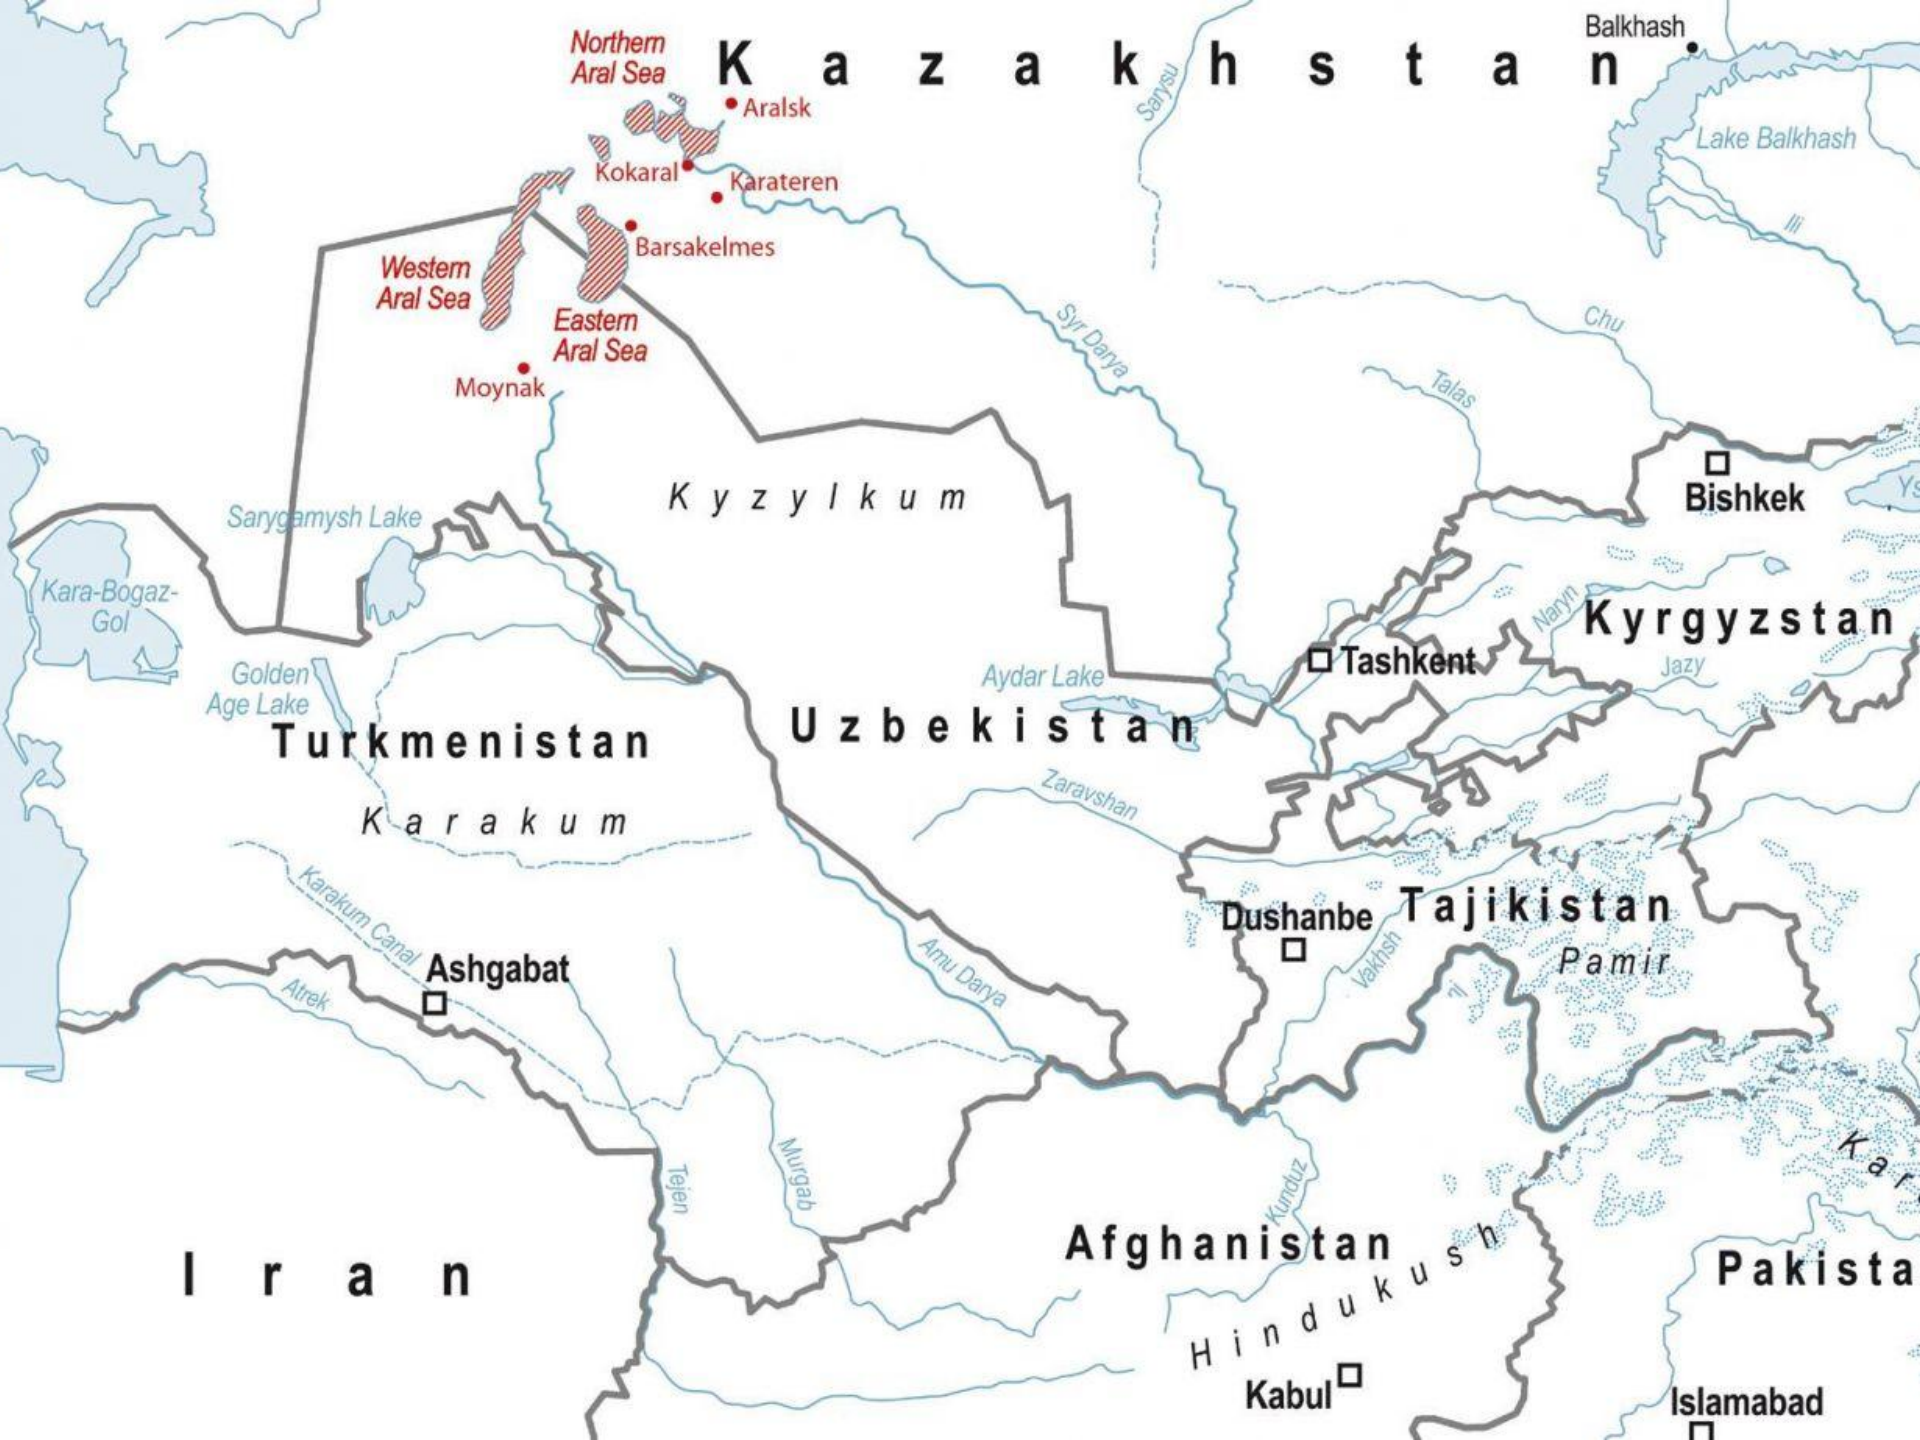 Balkhash
Northern
Aral Sea
Kazakhstan
Aralsk
Sarysu
Lake Balkhash
Kokaral
Karateren
Ili
Barsakelmes
Western
Aral Sea
Eastern
Aral Sea
Chu
Syr Darya
Moynak
Talas
Kyzylkum
Bishkek
Ys
Sarygamysh Lake
Kara-Bogaz-
Gol
Naryn
Kyrgyzstan
Tashkent
Jazy
Golden
Age Lake
Aydar Lake
Turkmenistan
Uzbekistan
Zaravshan
Karakum
Karakum Canal
Dushanbe
Tajikistan
Pamir
Vakhsh
Amu Darya
Ashgabat
Atrek
Kar
Tejen
Murgab
Kunduz
Afghanistan
Hindukush
Iran
Pakista
Kabul
Islamabad